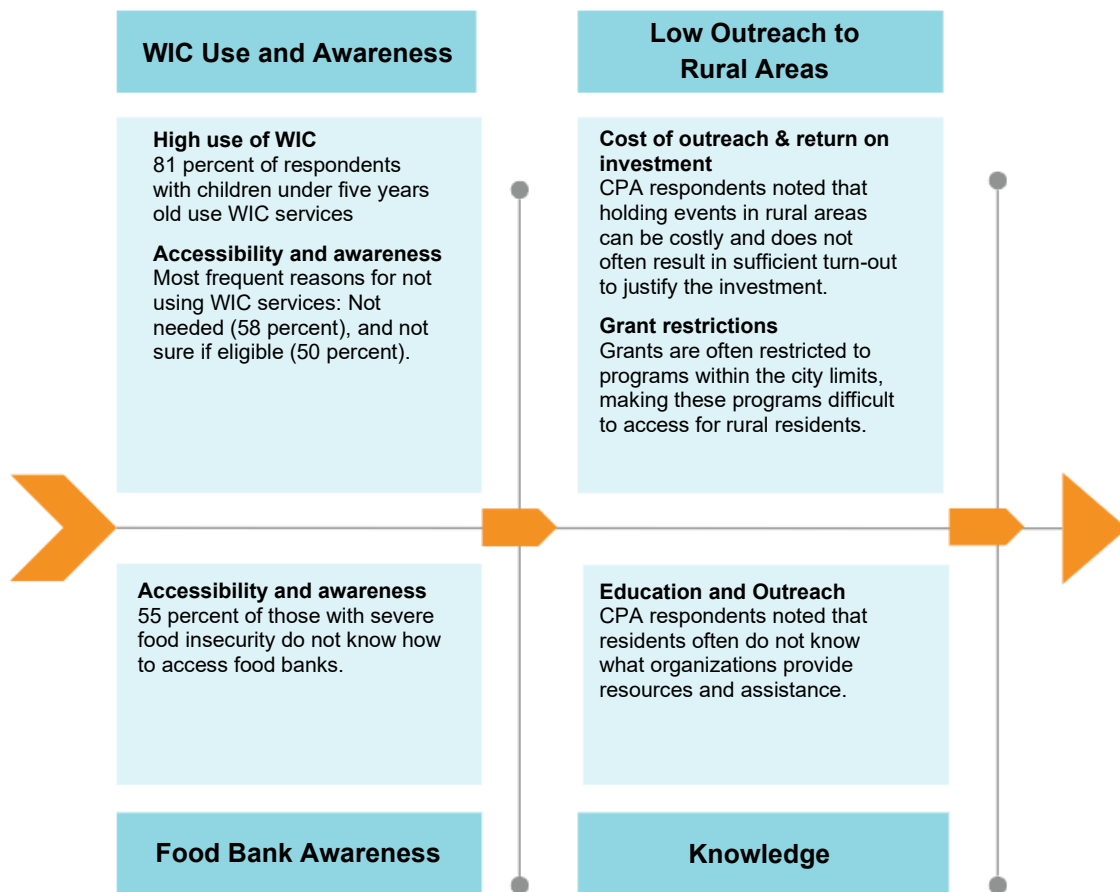 WIC Use and Awareness
High use of WIC
81 percent of respondents
with children under five years
old use WIC services
Accessibility and awareness
Most frequent reasons for not
using WIC services: Not
needed (58 percent), and not
sure if eligible (50 percent).
Low Outreach to
Rural Areas
Cost of outreach & return on
investment
CPA respondents noted that
holding events in rural areas
can be costly and does not
often result in sufficient turn-out
to justify the investment.
Grant restrictions
Grants are often restricted to
programs within the city limits,
making these programs difficult
to access for rural residents.
Accessibility and awareness
55 percent of those with severe
food insecurity do not know how
to access food banks.
Food Bank Awareness
Education and Outreach
CPA respondents noted that
residents often do not know
what organizations provide
resources and assistance.
Knowledge